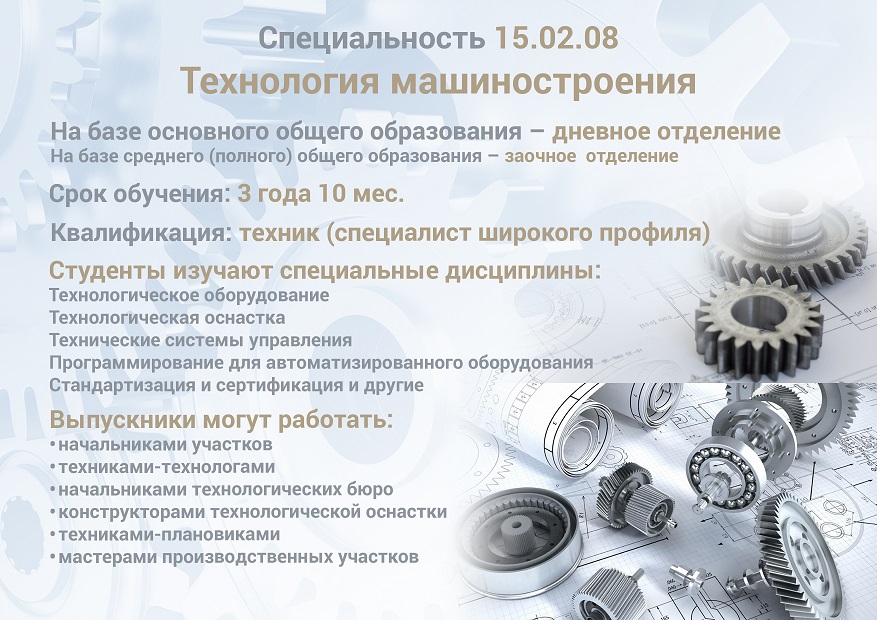 Специальность 15.02.08
Технология машиностроения
На базе основного общего образования – дневное отделение
На базе среднего (полного) общего образования – заочное отделение
Срок обучения: 3 года 10 мес.
Квалификация: техник (специалист широкого профиля)
Студенты изучают специальные дисциплины:
Технологическое оборудование
Технологическая оснастка
Технические системы управления
Программирование для автоматизированного оборудования
Стандартизация и сертификация и другие
Выпускники могут работать:
• начальниками участков
• техниками-технологами
• начальниками технологических бюро
• конструкторами технологической оснастки
• техниками-плановиками
• мастерами производственных участков